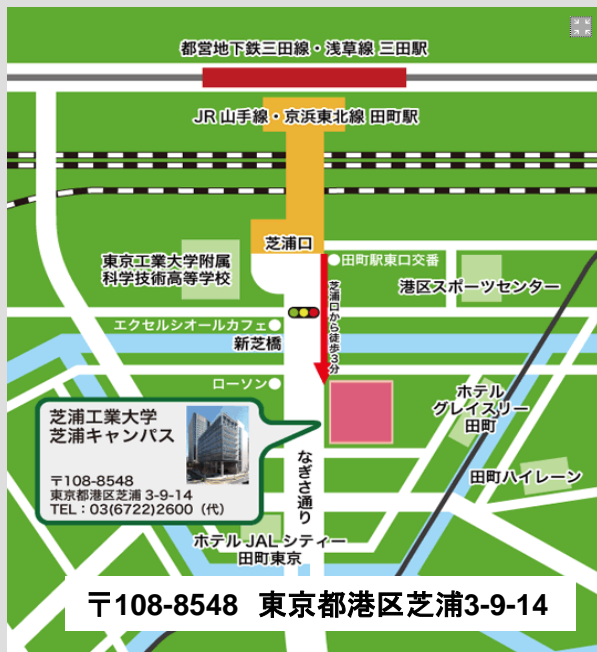 都営地下鉄三田線・浅草線 三田駅
JR 山手線・京浜東北線 田町駅
芝浦口
田町駅東口交番
東京工業大学附属
科学技術高等学校
港区スポーツセンター
芝浦口から徒歩3分
エクセルシオールカフェ
新芝橋
ローソン
ホテル
グレイスリー
田町
芝浦工業大学
芝浦キャンパス
〒108-8548
東京都港区芝浦 3-9-14
TEL：03(6722)2600（代）
なぎさ通り
田町ハイレーン
ホテル JAL シティー
田町東京
〒108-8548 東京都港区芝浦3-9-14